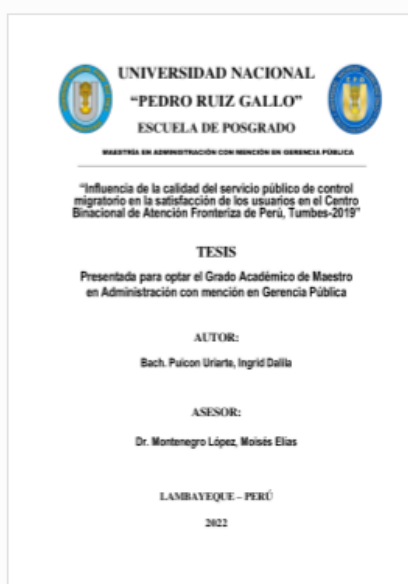 UNIVERSIDAD NACIONAL
“PEDRO RUIZ GALLO”
ESCUELA DE POSGRADO
MAESTRÍA EN ADMINISTRACIÓN CON MENCIÓN EN GERENCIA PÚBLICA
“Influencia de la calidad del servicio público de control
migratorio en la satisfacción de los usuarios en el Centro
Binacional de Atención Fronteriza de Perú, Tumbes-2019”
TESIS
Presentada para optar el Grado Académico de Maestro
en Administración con mención en Gerencia Pública
AUTOR:
Bach. Puicon Uriarte, Ingrid Dalila
ASESOR:
Dr. Montenegro López, Moisés Elías
LAMBAYEQUE – PERÚ
2022